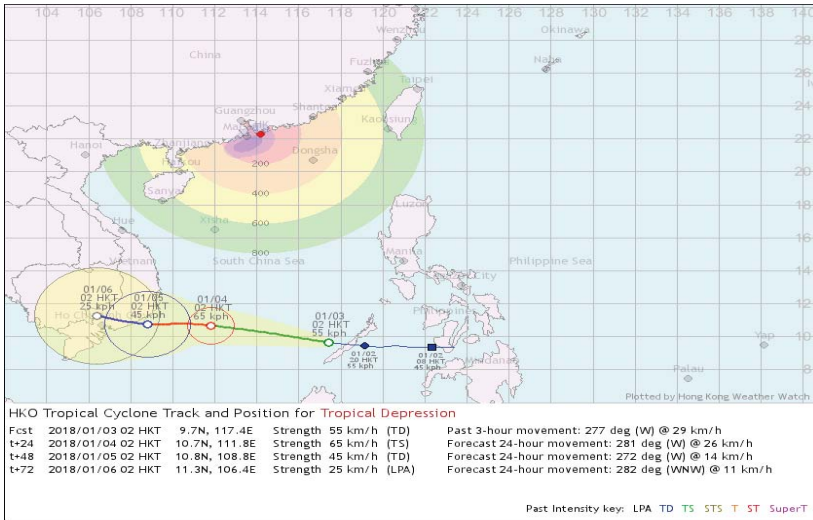 104 106 108 110 112 114 116 118 120 122 124 126 128 130 132 134 136 138 140
Wenzhou
Okinawa
28
China
Fuzhou
Naha
26
Taipei
Xiamen
24
Guangzhou
Shantou
Kaohsiung
Hanoi
Zhanjiang
22
200
Dongsha
Haikou
20
400
Sanya
Luzon
18
Hue
Xisha
600
16
800
Vietnam
South China Sea
Manila
Philippine Sea
14
01/06
02 HKT
25 kph
01/05
02 HKT
45 kph
01/04
02 HKT
65 kph
01/03
02 HKT
55 kph
Philippines
12
10
01/02
20 HKT
55 kph
01/02
08 HKT
45 kph
Mindanao
Yap
Palau
8
Plotted by Hong Kong Weather Watch
HKO Tropical Cyclone Track and Position for Tropical Depression
Fcst 2018/01/03 02 HKT 9.7N, 117.4E Strength 55 km/h (TD) Past 3-hour movement: 277 deg (W) @ 29 km/h
t+24 2018/01/04 02 HKT 10.7N, 111.8E Strength 65 km/h (TS) Forecast 24-hour movement: 281 deg (W) @ 26 km/h
t+48 2018/01/05 02 HKT 10.8N, 108.8E Strength 45 km/h (TD) Forecast 24-hour movement: 272 deg (W) @ 14 km/h
t+72 2018/01/06 02 HKT 11.3N, 106.4E Strength 25 km/h (LPA) Forecast 24-hour movement: 282 deg (WNW) @ 11 km/h
Past Intensity key: LPA TD TS STS T ST SuperT